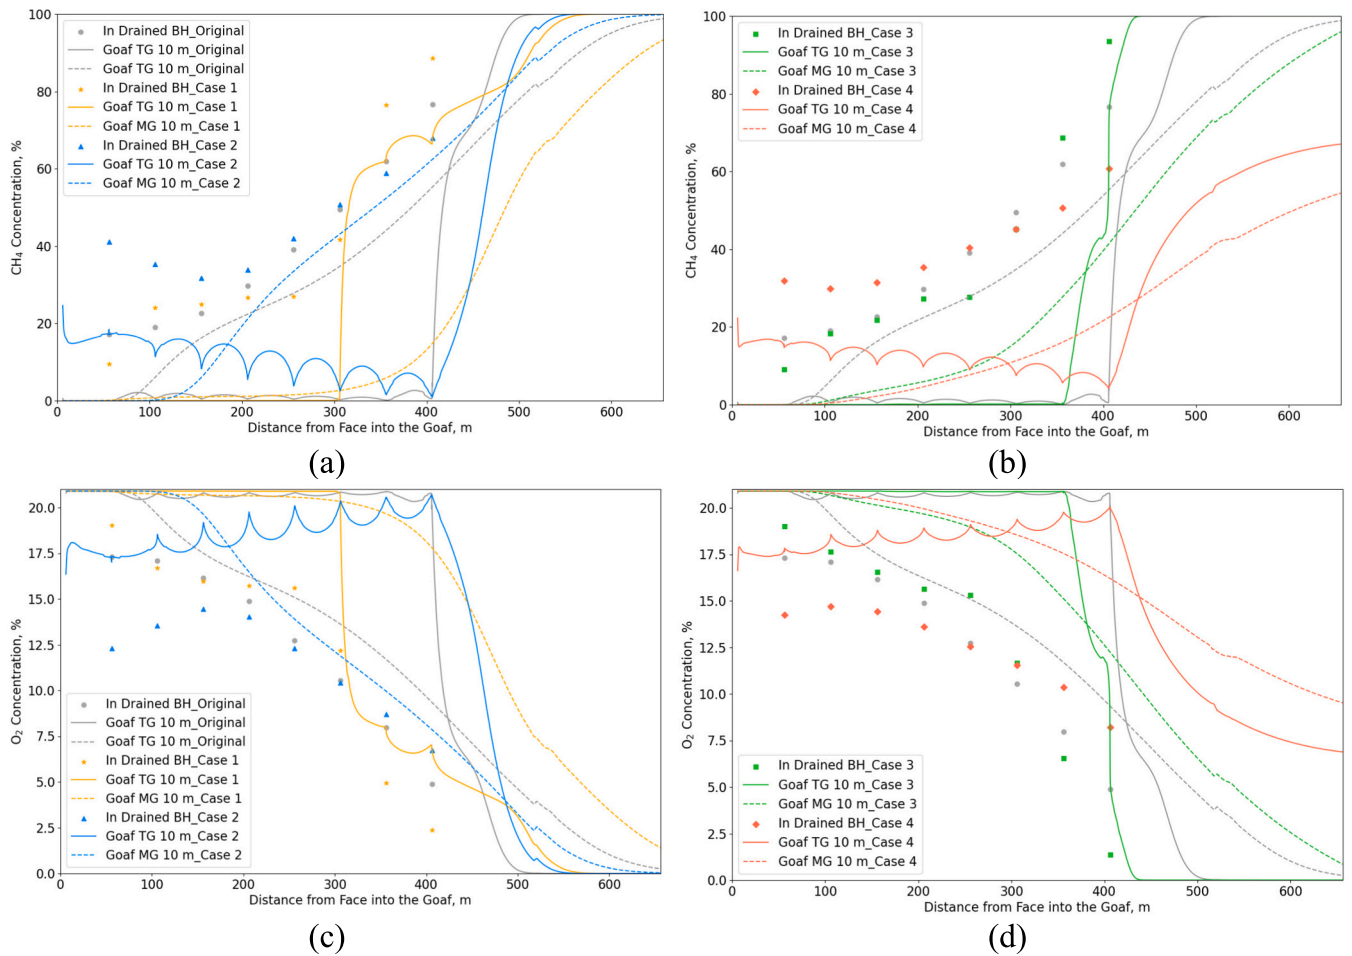 100
80
60
40
20
0
CH4 Concentration, %
In Drained BH_Original
Goaf TG 10 m_Original
Goaf TG 10 m_Original
In Drained BH_Case 1
Goaf TG 10 m_Case 1
Goaf MG 10 m_Case 1
In Drained BH_Case 2
Goaf TG 10 m_Case 2
Goaf MG 10 m_Case 2
0 100 200 300 400 500 600
Distance from Face into the Goaf, m
(a)
100
80
60
40
20
0
CH4 Concentration, %
In Drained BH_Case 3
Goaf TG 10 m_Case 3
Goaf MG 10 m_Case 3
In Drained BH_Case 4
Goaf TG 10 m_Case 4
Goaf MG 10 m_Case 4
0 100 200 300 400 500 600
Distance from Face into the Goaf, m
(b)
20.0
17.5
15.0
12.5
10.0
7.5
5.0
2.5
0.0
O2 Concentration, %
In Drained BH_Original
Goaf TG 10 m_Original
Goaf TG 10 m_Original
In Drained BH_Case 1
Goaf TG 10 m_Case 1
Goaf MG 10 m_Case 1
In Drained BH_Case 2
Goaf TG 10 m_Case 2
Goaf MG 10 m_Case 2
0 100 200 300 400 500 600
Distance from Face into the Goaf, m
(c)
20.0
17.5
15.0
12.5
10.0
7.5
5.0
2.5
0.0
O2 Concentration, %
In Drained BH_Case 3
Goaf TG 10 m_Case 3
Goaf MG 10 m_Case 3
In Drained BH_Case 4
Goaf TG 10 m_Case 4
Goaf MG 10 m_Case 4
0 100 200 300 400 500 600
Distance from Face into the Goaf, m
(d)